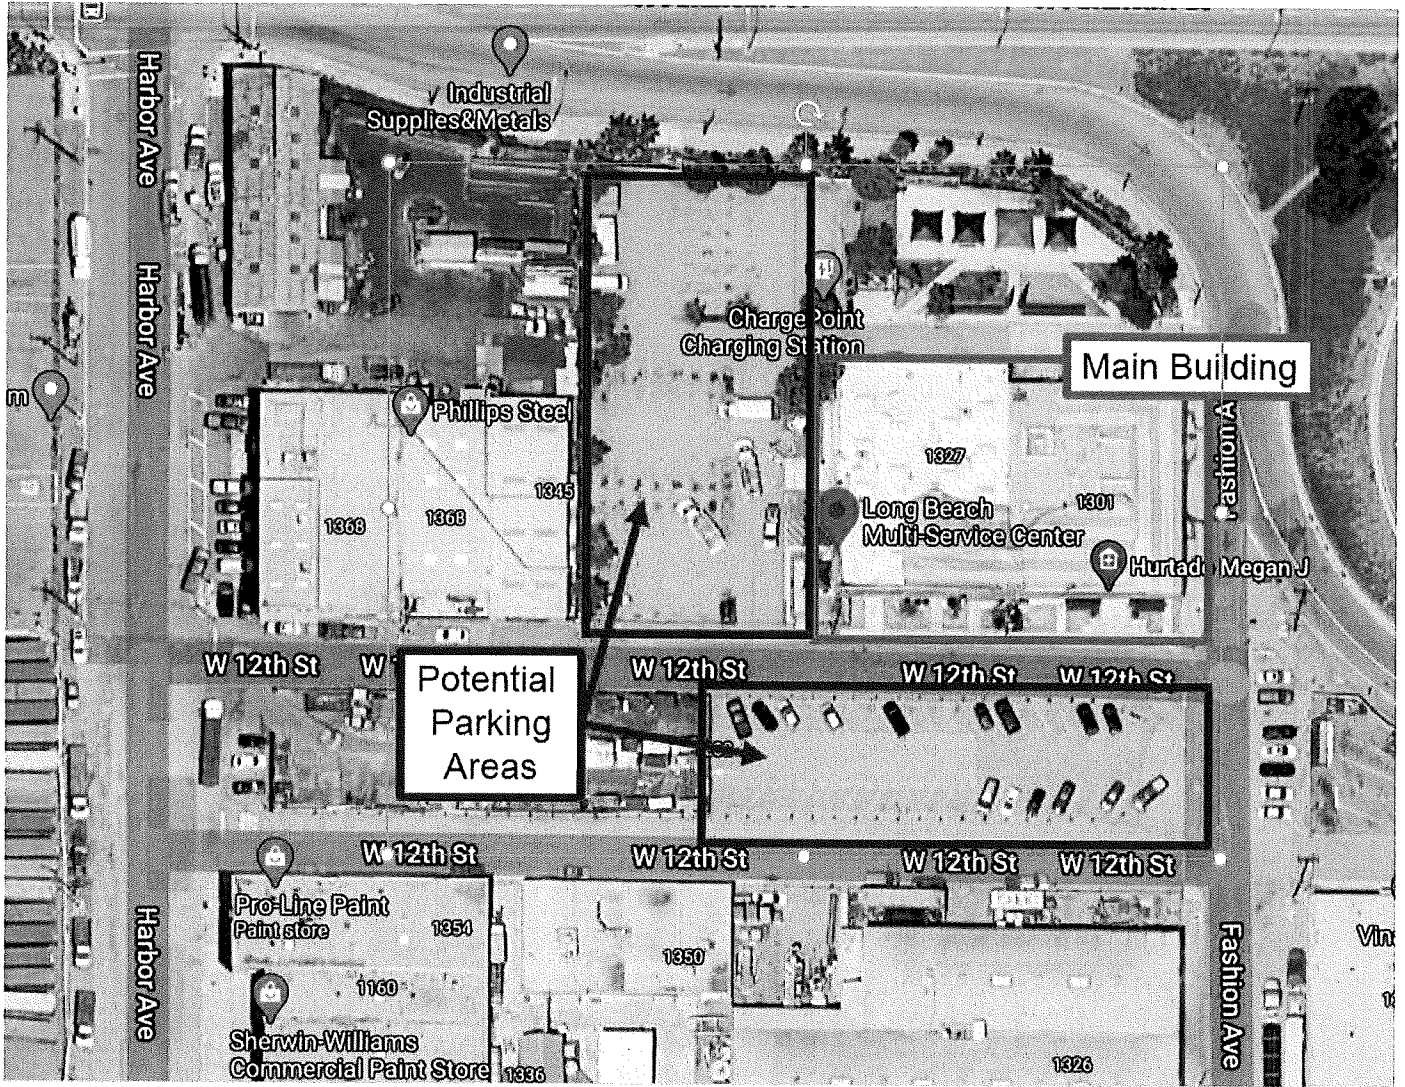 Harbor Ave
Industrial
Supplies&Metals
Harbor Ave
ChargePoint
Charging Station
Main Building
m
Phillips Steel
Fashion A
1327
1345
1301
1368
1368
Long Beach
Multi-Service Center
Hurtado Megan J
W 12th St
W
W 12th St
W 12th St
W 12th St
Potential
Parking
Areas
W 12th St
W 12th St
W 12th St
W 12th St
Harbor Ave
Pro-Line Paint
Paint store
1354
1350
Fashion Ave
Vin
1160
Sherwin-Williams
Commercial Paint Store
1336
1326